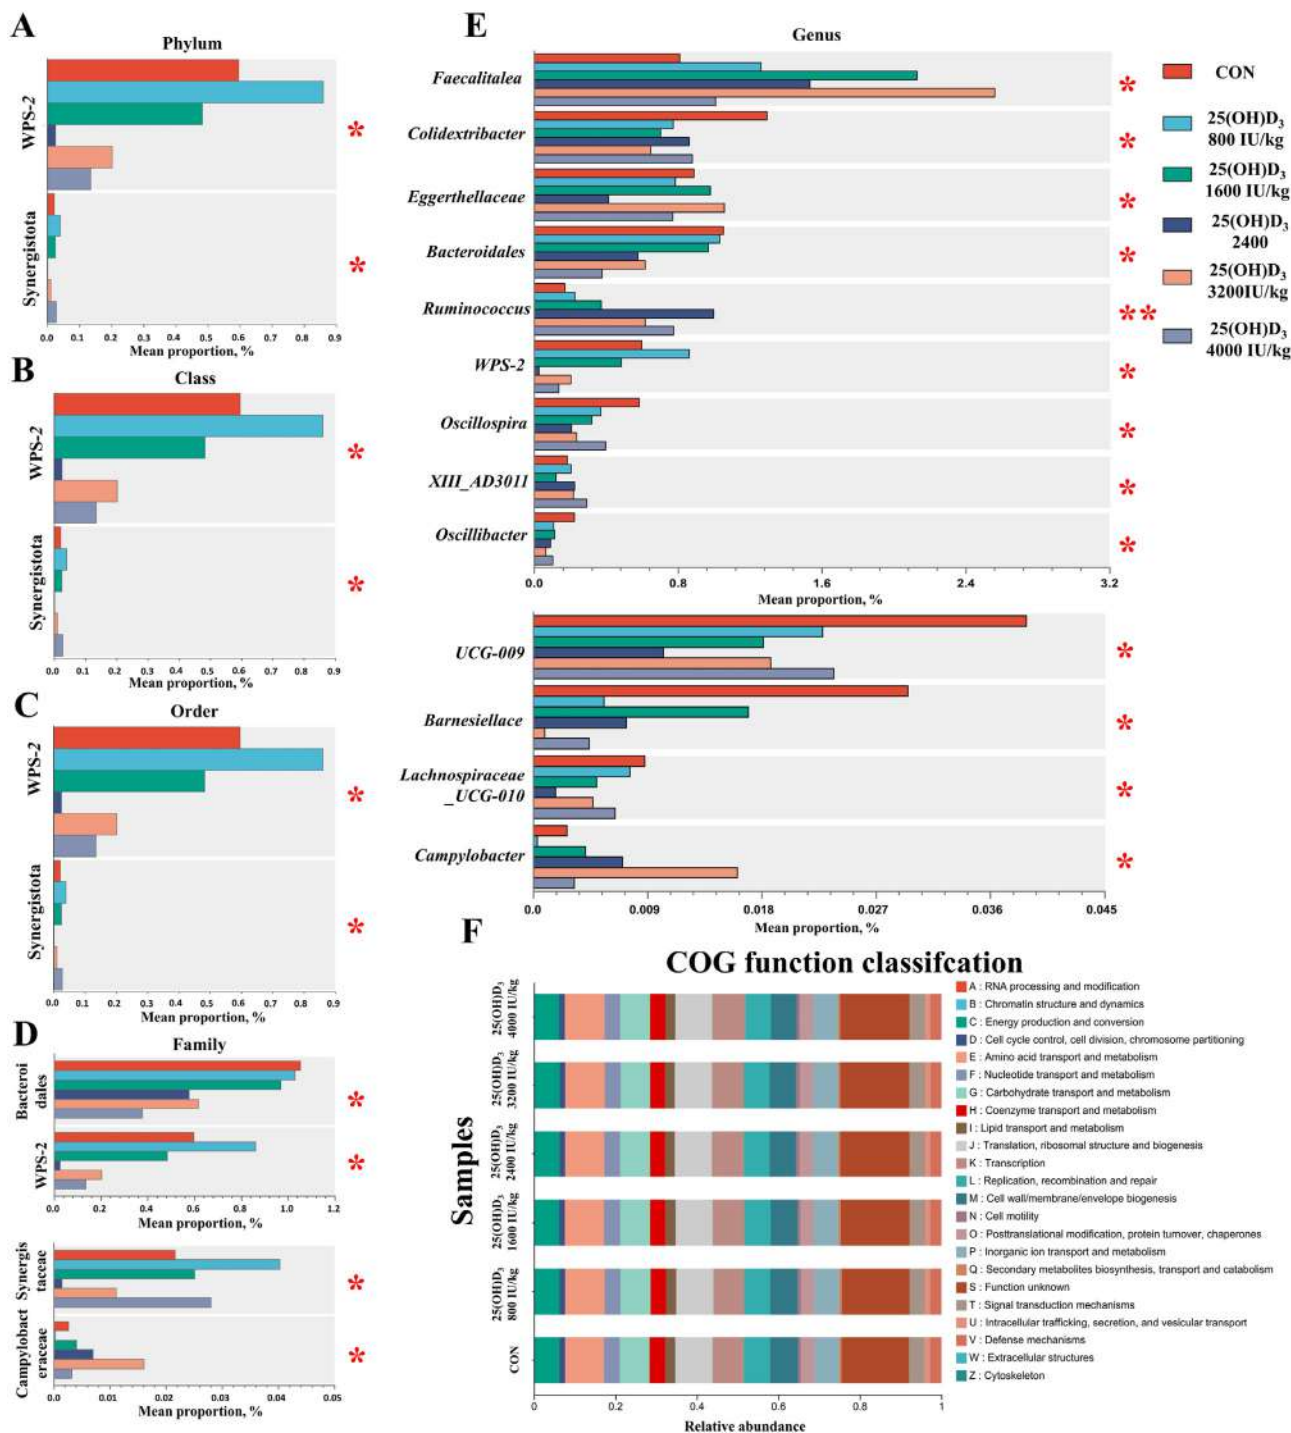 A
Phylum
WPS-2
*
Synergistota
*
0.0 0.1 0.2 0.3 0.4 0.5 0.6 0.7 0.8 0.9
Mean proportion, %
B
Class
WPS-2
*
Synergistota
*
0.0 0.1 0.2 0.3 0.4 0.5 0.6 0.7 0.8 0.9
Mean proportion, %
C
Order
WPS-2
*
Synergistota
*
0.0 0.1 0.2 0.3 0.4 0.5 0.6 0.7 0.8 0.9
Mean proportion, %
D
Family
Bacteroi
dales
*
WPS-2
*
0.0 0.2 0.4 0.6 0.8 1.0 1.2
Mean proportion, %
Synergis
taceae
*
Campylobact
eraceae
*
0.0 0.01 0.02 0.03 0.04 0.05
Mean proportion, %
E
Genus
Faecalitalea
*
Colidextribacter
*
Eggerthellaceae
*
Bacteroidales
*
Ruminococcus
**
WPS-2
*
Oscillospira
*
XIII_AD3011
*
Oscillibacter
*
0.0 0.8 1.6 2.4 3.2
Mean proportion, %
UCG-009
*
Barnesiellace
*
Lachnospiraceae
_UCG-010
*
Campylobacter
*
0.0 0.009 0.018 0.027 0.036 0.045
Mean proportion, %
CON
25(OH)D3
800 IU/kg
25(OH)D3
1600 IU/kg
25(OH)D3
2400
25(OH)D3
3200IU/kg
25(OH)D3
4000 IU/kg
F
COG function classifcation
Samples
25(OH)D3
4000 IU/kg
25(OH)D3
3200 IU/kg
25(OH)D3
2400 IU/kg
25(OH)D3
1600 IU/kg
25(OH)D3
800 IU/kg
CON
0 0.2 0.4 0.6 0.8 1
Relative abundance
A : RNA processing and modification
B : Chromatin structure and dynamics
C : Energy production and conversion
D : Cell cycle control, cell division, chromosome partitioning
E : Amino acid transport and metabolism
F : Nucleotide transport and metabolism
G : Carbohydrate transport and metabolism
H : Coenzyme transport and metabolism
I : Lipid transport and metabolism
J : Translation, ribosomal structure and biogenesis
K : Transcription
L : Replication, recombination and repair
M : Cell wall/membrane/envelope biogenesis
N : Cell motility
O : Posttranslational modification, protein turnover, chaperones
P : Inorganic ion transport and metabolism
Q : Secondary metabolites biosynthesis, transport and catabolism
S : Function unknown
T : Signal transduction mechanisms
U : Intracellular trafficking, secretion, and vesicular transport
V : Defense mechanisms
W : Extracellular structures
Z : Cytoskeleton